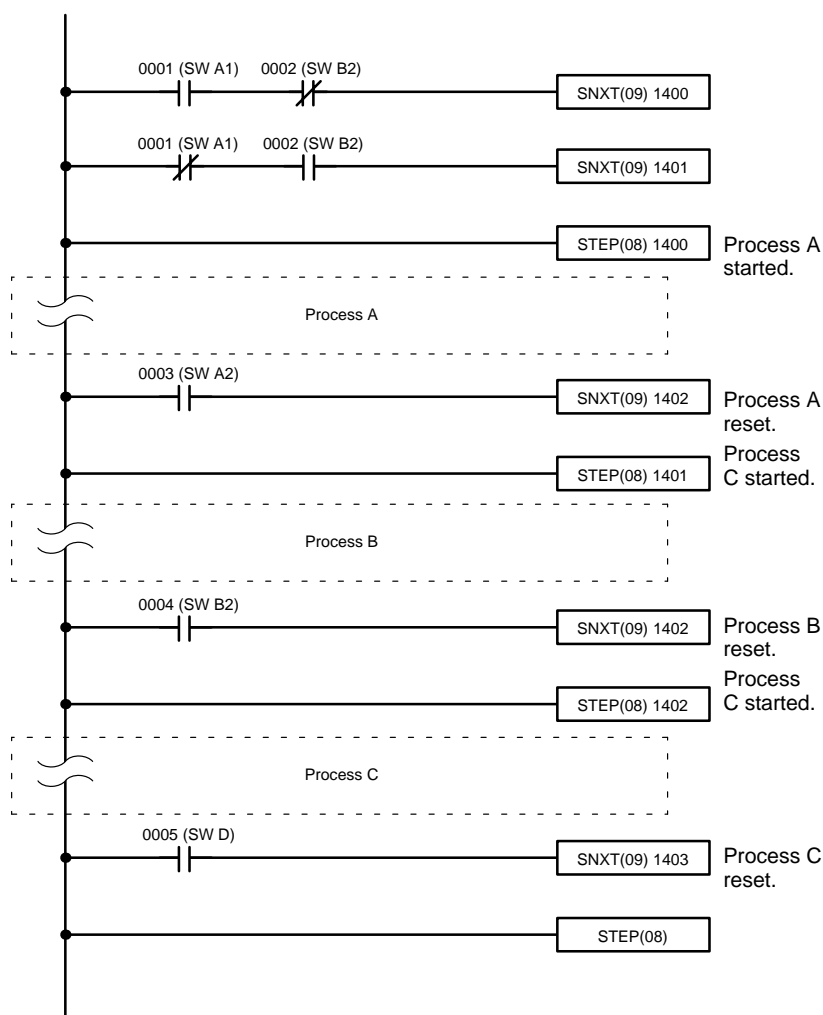 0001 (SW A1) 0002 (SW B2)
SNXT(09) 1400
0001 (SW A1) 0002 (SW B2)
SNXT(09) 1401
STEP(08) 1400
Process A
started.
Process A
0003 (SW A2)
SNXT(09) 1402
Process A
reset.
Process
C started.
STEP(08) 1401
Process B
0004 (SW B2)
SNXT(09) 1402
Process B
reset.
Process
C started.
STEP(08) 1402
Process C
0005 (SW D)
SNXT(09) 1403
Process C
reset.
STEP(08)